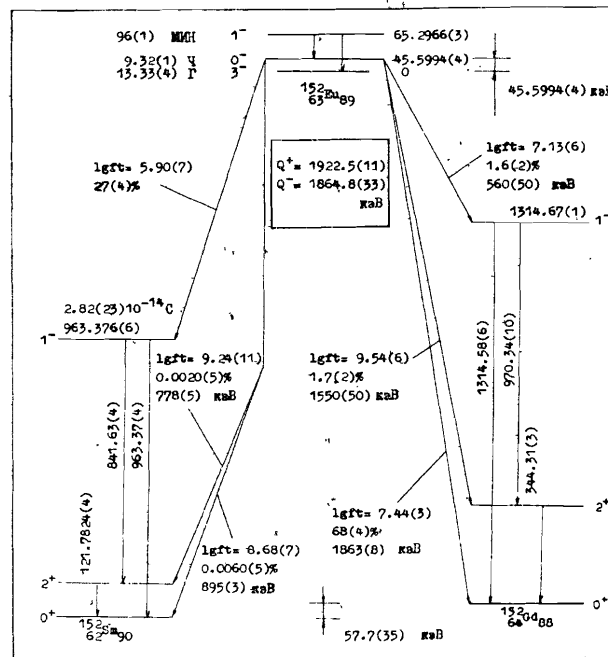 96(1) МИН 1⁻ 65.2966(3)
9.32(1) Ч 0⁻ 45.5994(4)
13.33(4) Г 3⁻ 0
45.5994(4) кэВ
¹⁵²₆₃Eu₈₉
lgft= 5.90(7)
27(4)%
Q⁺= 1922.5(11)
Q⁻= 1864.8(33)
кэВ
lgft= 7.13(6)
1.6(2)%
560(50) кэВ
1314.67(1)
1⁻
2.82(23)10⁻¹⁴С
963.376(6)
1⁻
lgft= 9.24(11)
0.0020(5)%
778(5) кэВ
lgft= 9.54(6)
1.7(2)%
1550(50) кэВ
1314.58(6)
970.34(10)
344.31(3)
841.63(4)
963.37(4)
121.7824(4)
lgft= 8.68(7)
0.0060(5)%
895(3) кэВ
lgft= 7.44(3)
68(4)%
1863(8) кэВ
2⁺
2⁺
0⁺
0⁺
¹⁵²₆₂Sm₉₀
57.7(35) кэВ
¹⁵²₆₄Gd₈₈